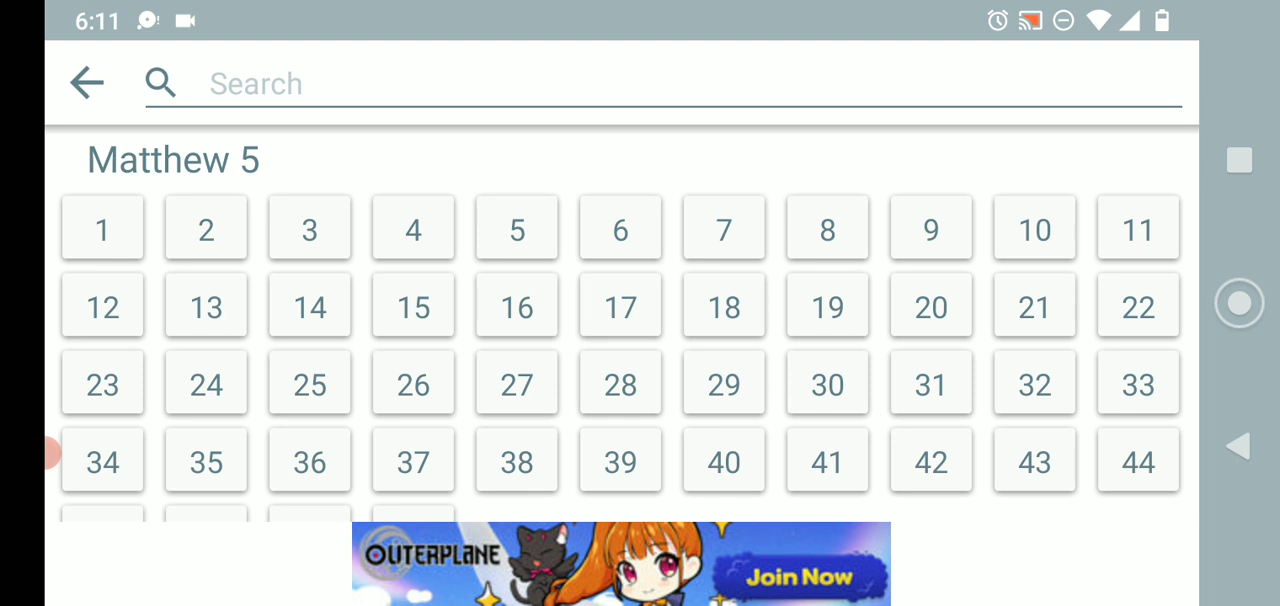 6:11
Search
Matthew 5
1 2 3 4 5 6 7 8 9 10 11
12 13 14 15 16 17 18 19 20 21 22
23 24 25 26 27 28 29 30 31 32 33
34 35 36 37 38 39 40 41 42 43 44
OUTERPLANE
Join Now